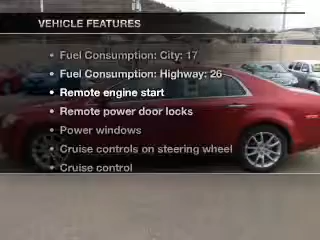 VEHICLE FEATURES
• Fuel Consumption: City: 17
• Fuel Consumption: Highway: 26
• Remote engine start
• Remote power door locks
• Power windows
• Cruise controls on steering wheel
• Cruise control